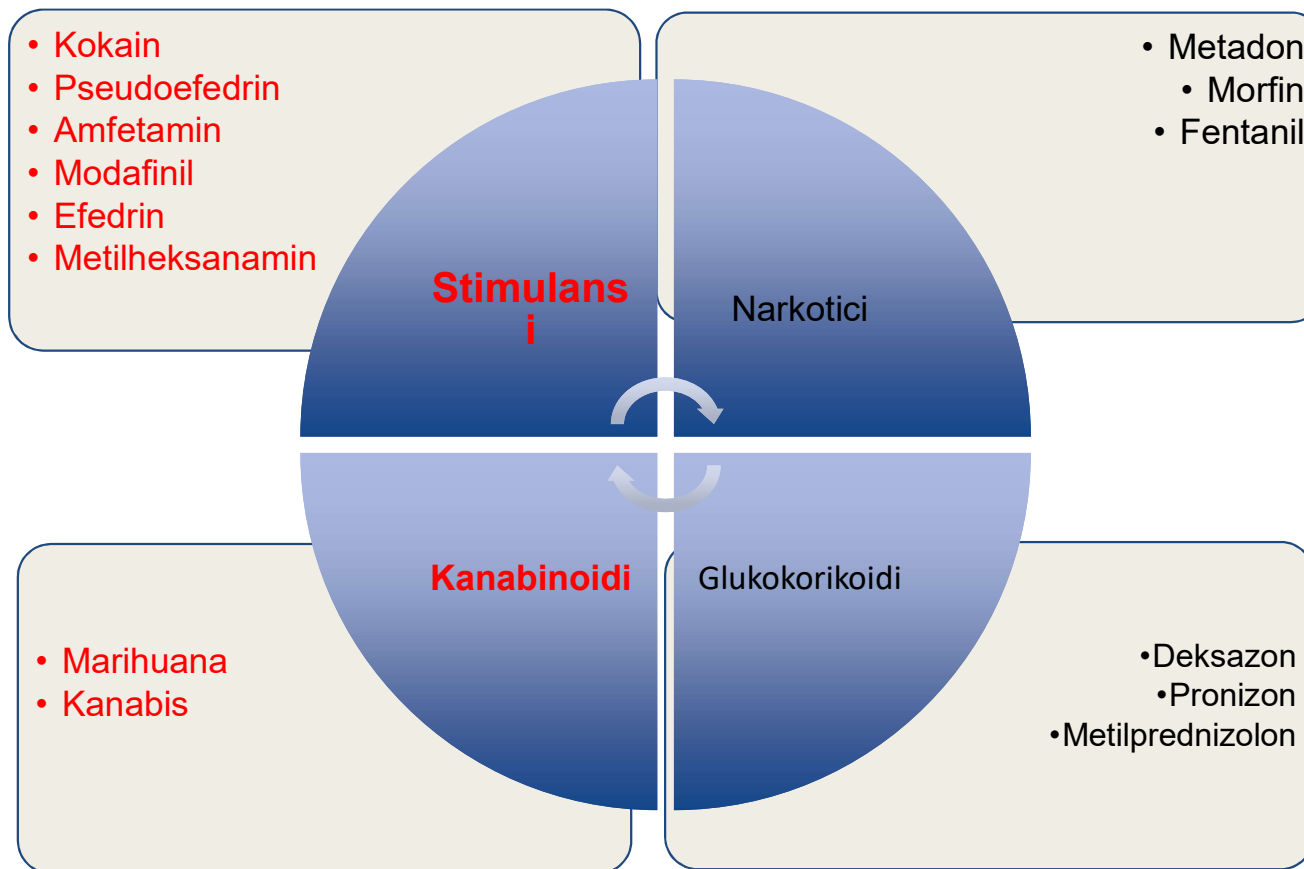 • Kokain
• Pseudoefedrin
• Amfetamin
• Modafinil
• Efedrin
• Metilheksanamin
Stimulans
i
• Metadon
• Morfin
• Fentanil
Narkotici
Kanabinoidi
• Marihuana
• Kanabis
Glukokorikoidi
•Deksazon
•Pronizon
•Metilprednizolon